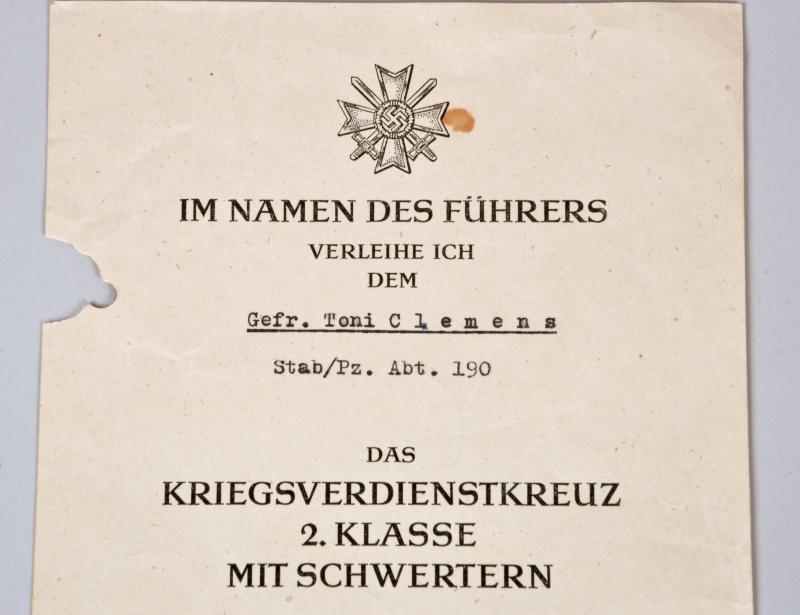 IM NAMEN DES FÜHRERS
VERLEIHE ICH
DEM
Gefr. Toni C l e m e n s
Stab/Pz. Abt. 190
DAS
KRIEGSVERDIENSTKREUZ
2. KLASSE
MIT SCHWERTERN